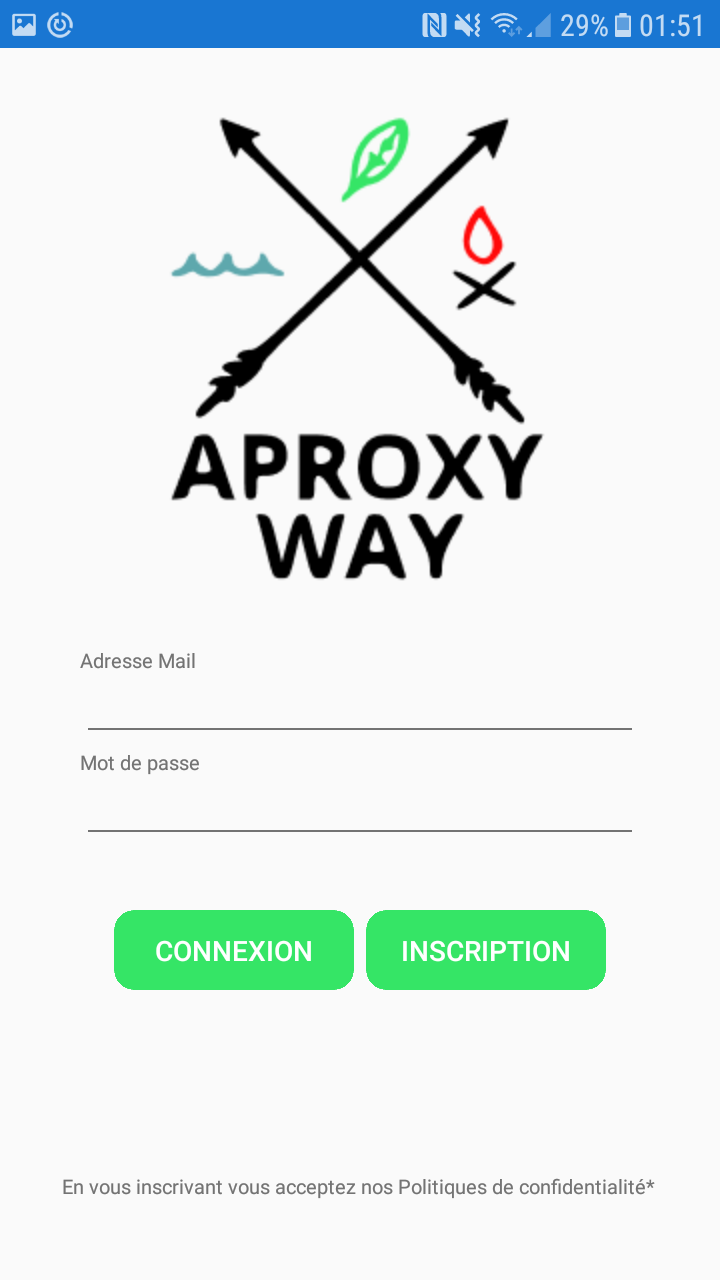 29% 01:51
APROXY
WAY
Adresse Mail
Mot de passe
CONNEXION INSCRIPTION
En vous inscrivant vous acceptez nos Politiques de confidentialité*